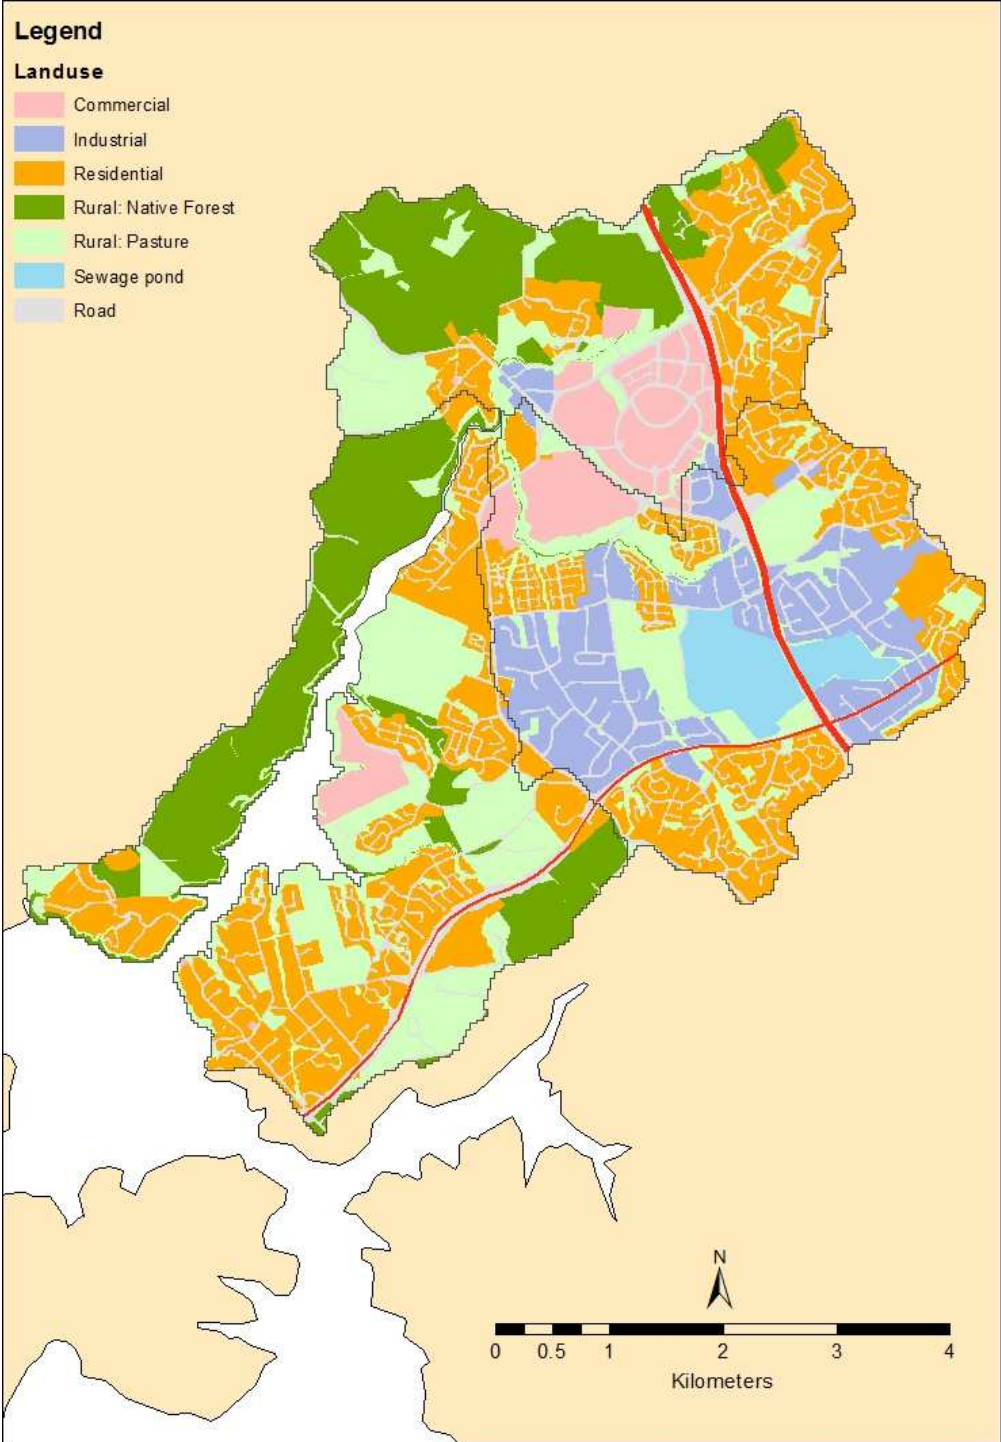 Legend
Landuse
Commercial
Industrial
Residential
Rural: Native Forest
Rural: Pasture
Sewage pond
Road
N
0 0.5 1 2 3 4
Kilometers